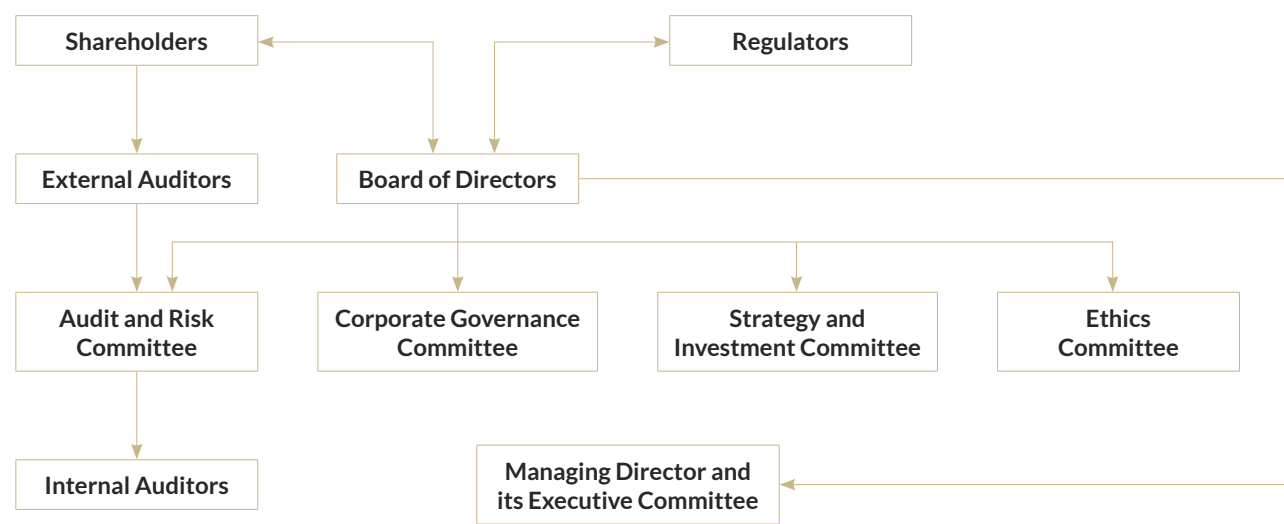 Shareholders
Regulators
External Auditors
Board of Directors
Audit and Risk
Committee
Corporate Governance
Committee
Strategy and
Investment Committee
Ethics
Committee
Internal Auditors
Managing Director and
its Executive Committee